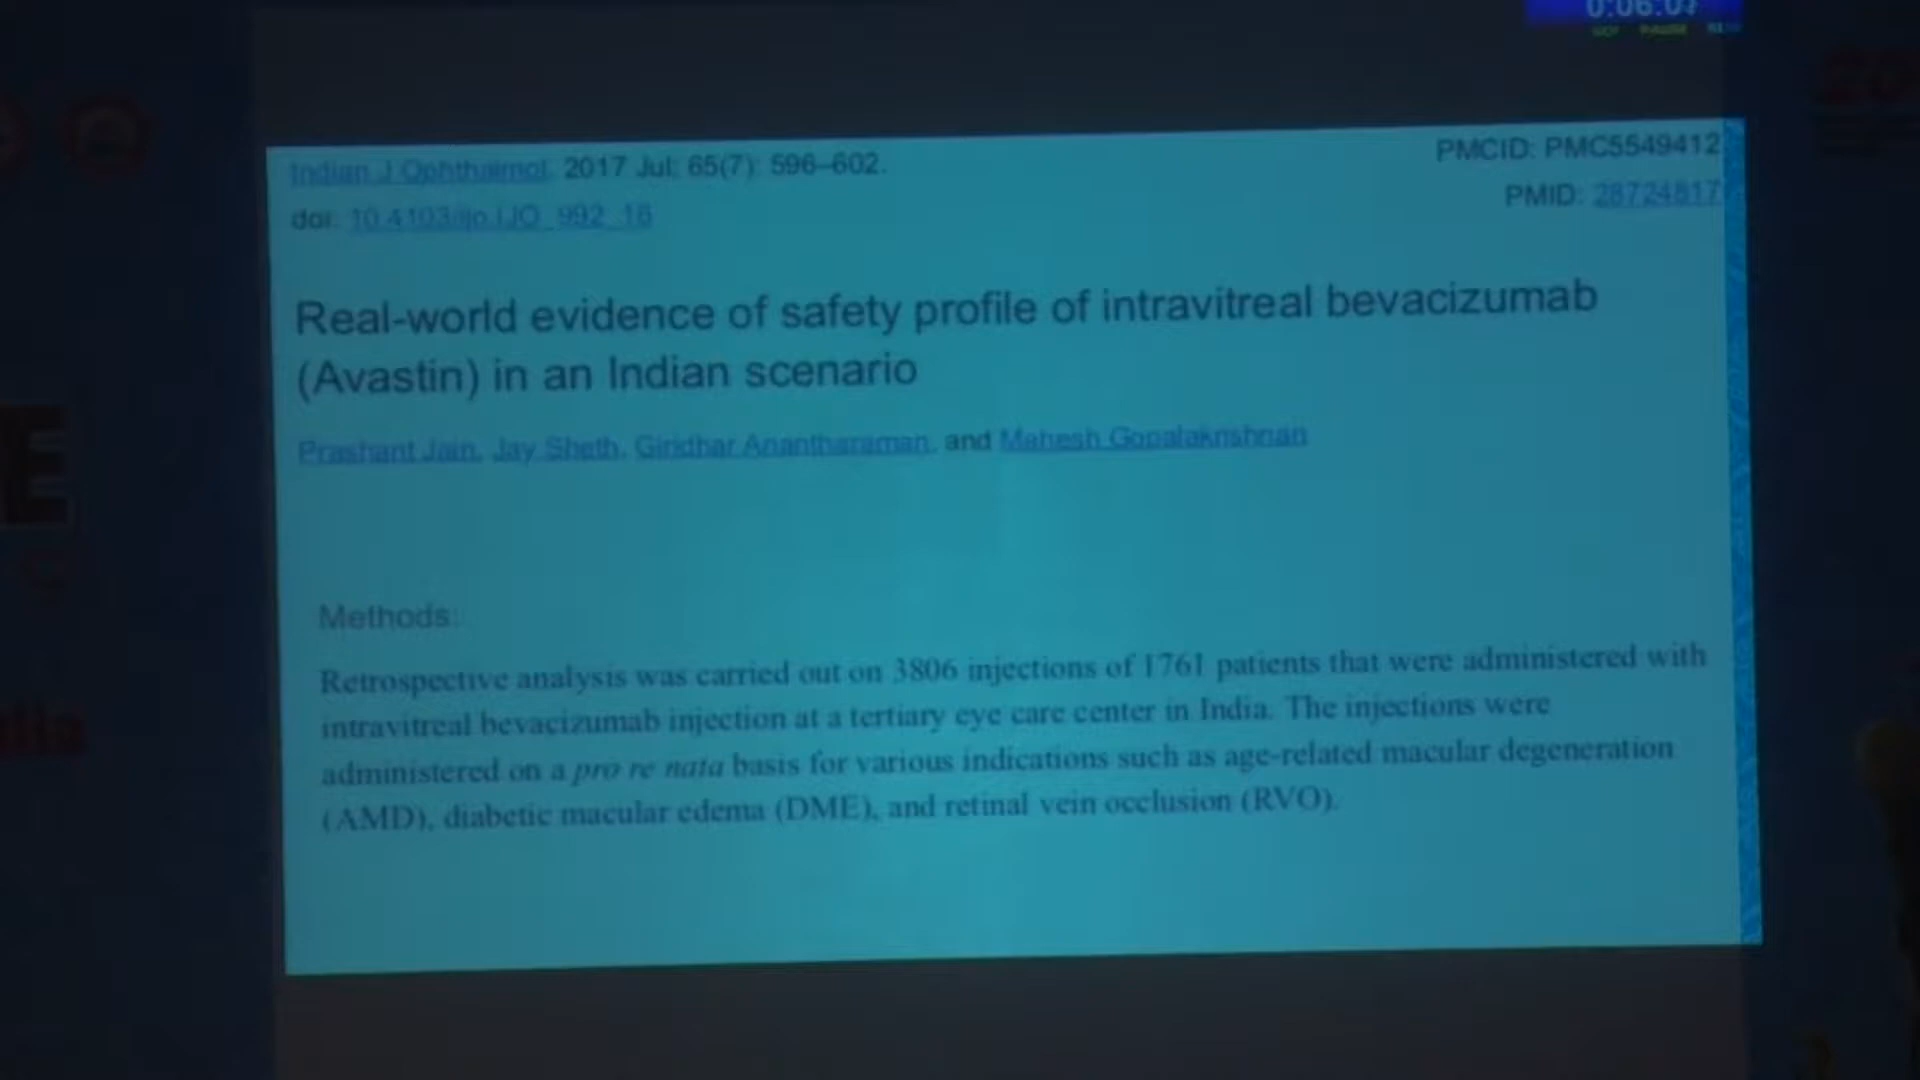 0:06:0
PAUSE
Indian J Ophthalmol. 2017 Jul; 65(7): 596–602.
PMCID: PMC5549412
doi: 10.4103/ijo.IJO_992_16
PMID: 28724817
Real-world evidence of safety profile of intravitreal bevacizumab
(Avastin) in an Indian scenario
Prashant Jain, Jay Sheth, Giridhar Anantharaman, and Mahesh Gopalakrishnan
Methods:
Retrospective analysis was carried out on 3806 injections of 1761 patients that were administered with
intravitreal bevacizumab injection at a tertiary eye care center in India. The injections were
administered on a pro re nata basis for various indications such as age-related macular degeneration
(AMD), diabetic macular edema (DME), and retinal vein occlusion (RVO).
E